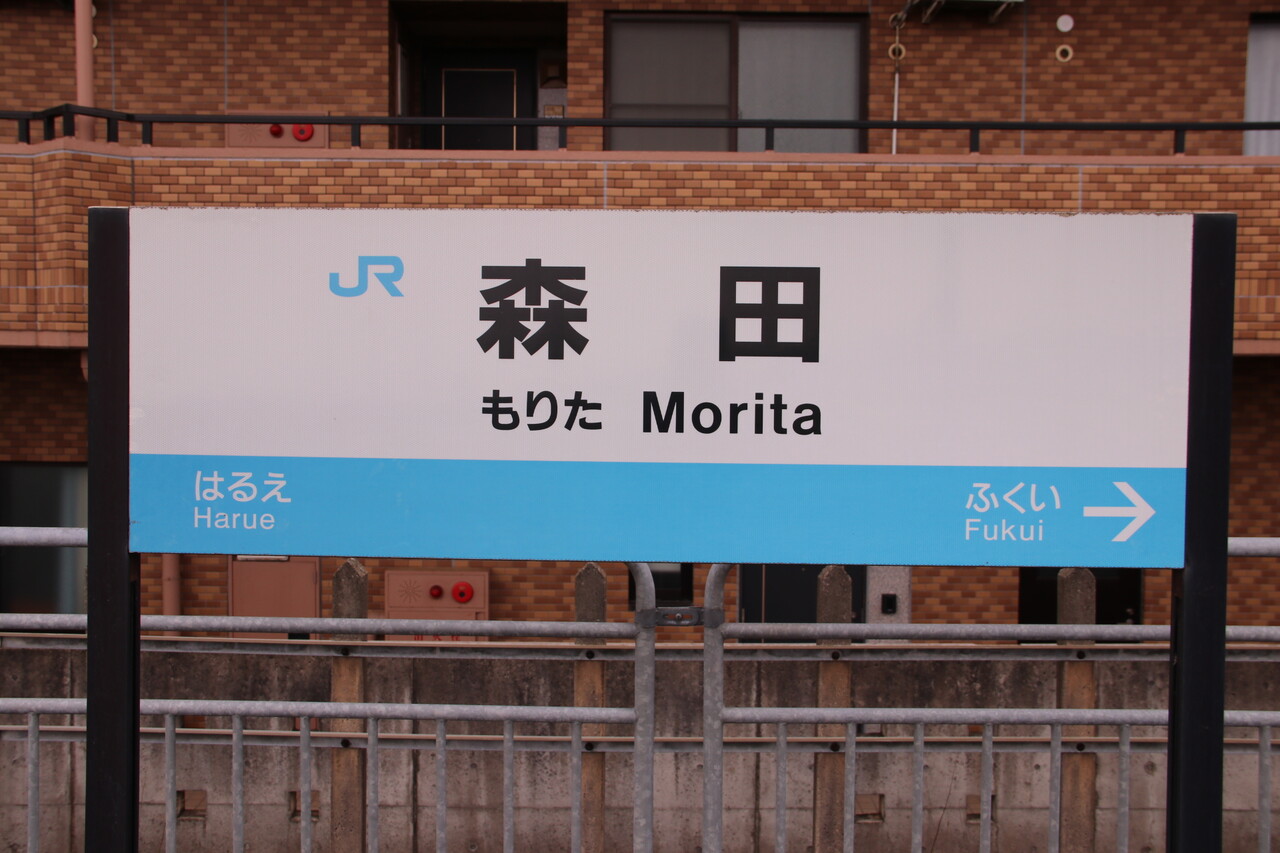 JR 森田
もりた Morita
はるえ
Harue
ふくい →
Fukui